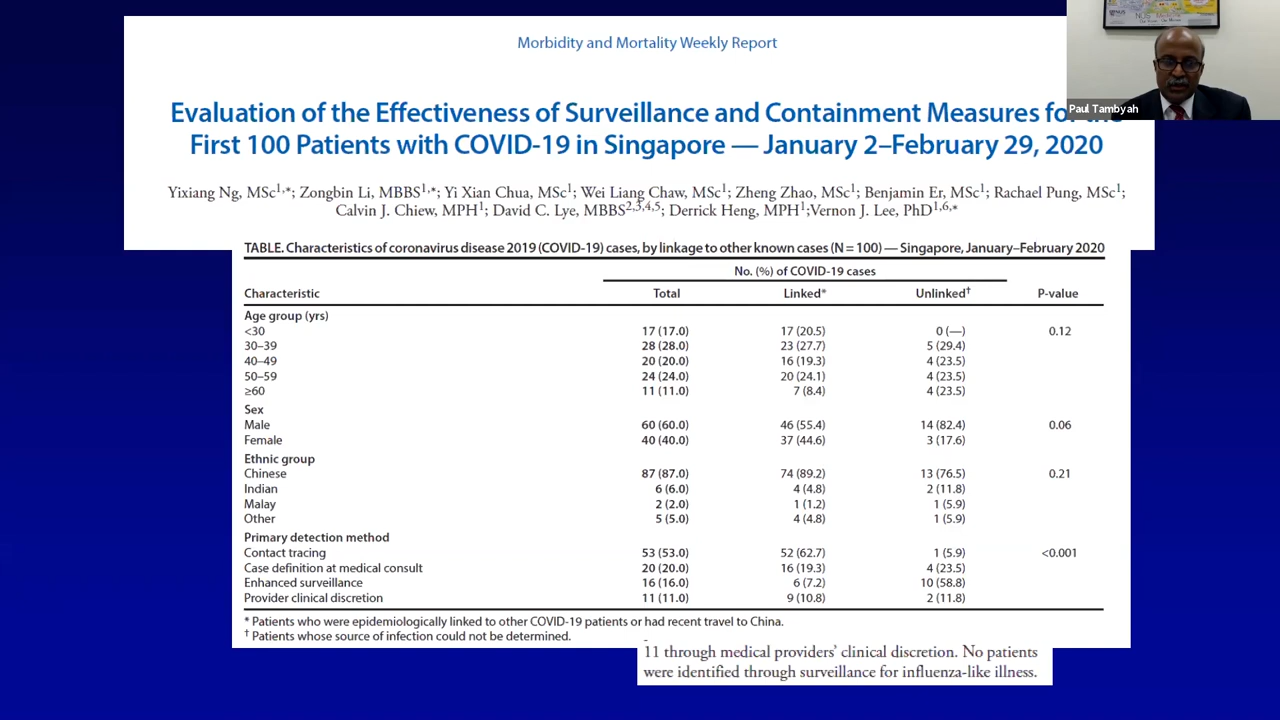 Morbidity and Mortality Weekly Report
Evaluation of the Effectiveness of Surveillance and Containment Measures for the
First 100 Patients with COVID-19 in Singapore — January 2–February 29, 2020
Paul Tambyah
Yixiang Ng, MSc1,*; Zongbin Li, MBBS1,*; Yi Xian Chua, MSc1; Wei Liang Chaw, MSc1; Zheng Zhao, MSc1; Benjamin Er, MSc1; Rachael Pung, MSc1;
Calvin J. Chiew, MPH1; David C. Lye, MBBS2,3,4,5; Derrick Heng, MPH1;Vernon J. Lee, PhD1,6,*
TABLE. Characteristics of coronavirus disease 2019 (COVID-19) cases, by linkage to other known cases (N = 100) — Singapore, January–February 2020
No. (%) of COVID-19 cases
Characteristic Total Linked* Unlinked† P-value
Age group (yrs)
<30 17 (17.0) 17 (20.5) 0 (—) 0.12
30–39 28 (28.0) 23 (27.7) 5 (29.4)
40–49 20 (20.0) 16 (19.3) 4 (23.5)
50–59 24 (24.0) 20 (24.1) 4 (23.5)
≥60 11 (11.0) 7 (8.4) 4 (23.5)
Sex
Male 60 (60.0) 46 (55.4) 14 (82.4) 0.06
Female 40 (40.0) 37 (44.6) 3 (17.6)
Ethnic group
Chinese 87 (87.0) 74 (89.2) 13 (76.5) 0.21
Indian 6 (6.0) 4 (4.8) 2 (11.8)
Malay 2 (2.0) 1 (1.2) 1 (5.9)
Other 5 (5.0) 4 (4.8) 1 (5.9)
Primary detection method
Contact tracing 53 (53.0) 52 (62.7) 1 (5.9) <0.001
Case definition at medical consult 20 (20.0) 16 (19.3) 4 (23.5)
Enhanced surveillance 16 (16.0) 6 (7.2) 10 (58.8)
Provider clinical discretion 11 (11.0) 9 (10.8) 2 (11.8)
* Patients who were epidemiologically linked to other COVID-19 patients or had recent travel to China.
† Patients whose source of infection could not be determined.
11 through medical providers' clinical discretion. No patients
were identified through surveillance for influenza-like illness.